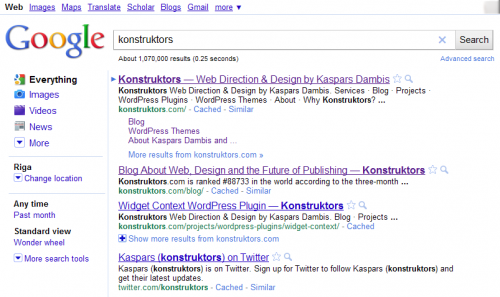 Web Images Maps Translate Scholar Blogs Gmail more ▼
Google
konstruktors
Search
About 1,070,000 results (0.25 seconds)
Advanced search
Everything
Images
Videos
News
More
Riga
Change location
Any time
Past month
Standard view
Wonder wheel
More search tools
Konstruktors — Web Direction & Design by Kaspars Dambis
Konstruktors Web Direction & Design by Kaspars Dambis. Services · Blog · Projects ·
WordPress Plugins · WordPress Themes · About · Why Konstruktors? ...
konstruktors.com/ - Cached - Similar
Blog
WordPress Themes
About Kaspars Dambis and ...
More results from konstruktors.com »
Blog About Web, Design and the Future of Publishing — Konstruktors
Konstruktors.com is ranked #88733 in the world according to the three-month ...
konstruktors.com/blog/ - Cached - Similar
Widget Context WordPress Plugin — Konstruktors
Konstruktors Web Direction & Design by Kaspars Dambis. Blog · Projects ...
konstruktors.com/projects/wordpress-plugins/widget-context/ - Cached
Show more results from konstruktors.com
Kaspars (konstruktors) on Twitter
Kaspars (konstruktors) is on Twitter. Sign up for Twitter to follow Kaspars (konstruktors) and
get their latest updates.
twitter.com/konstruktors - Cached - Similar